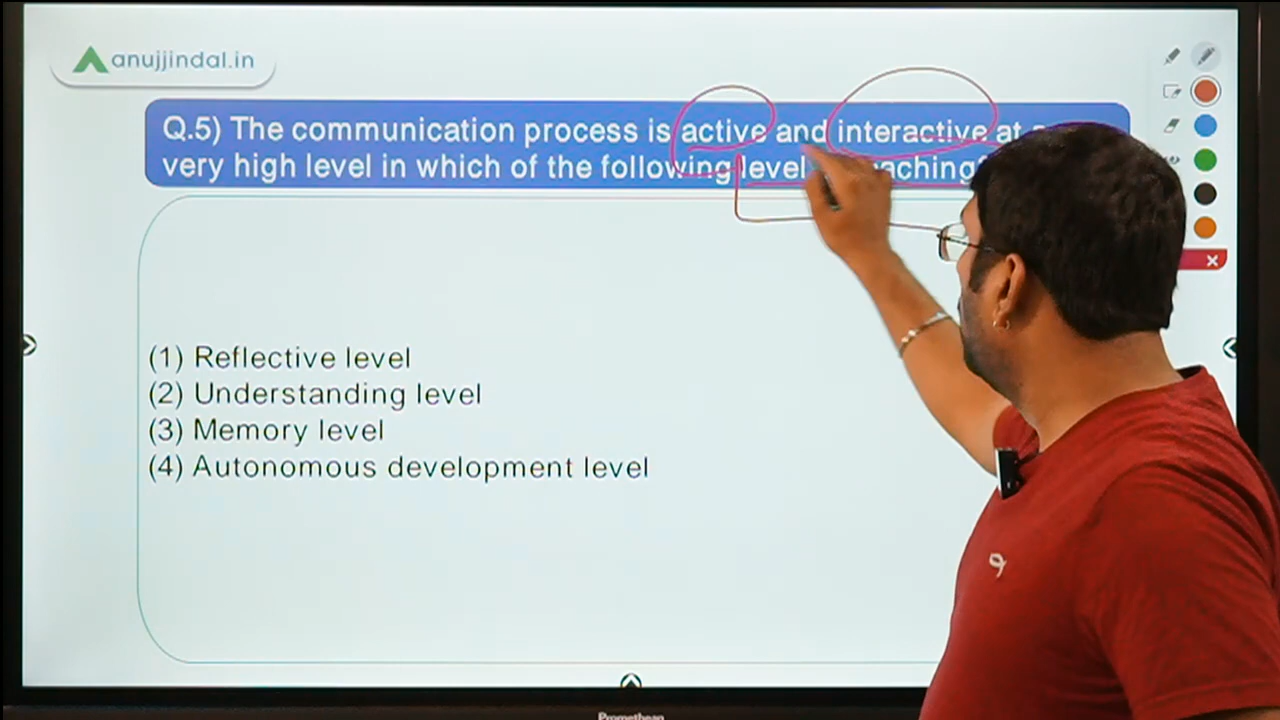 anujjindal.in
Q.5) The communication process is active and interactive at
very high level in which of the following level
(1) Reflective level
(2) Understanding level
(3) Memory level
(4) Autonomous development level
Promethean